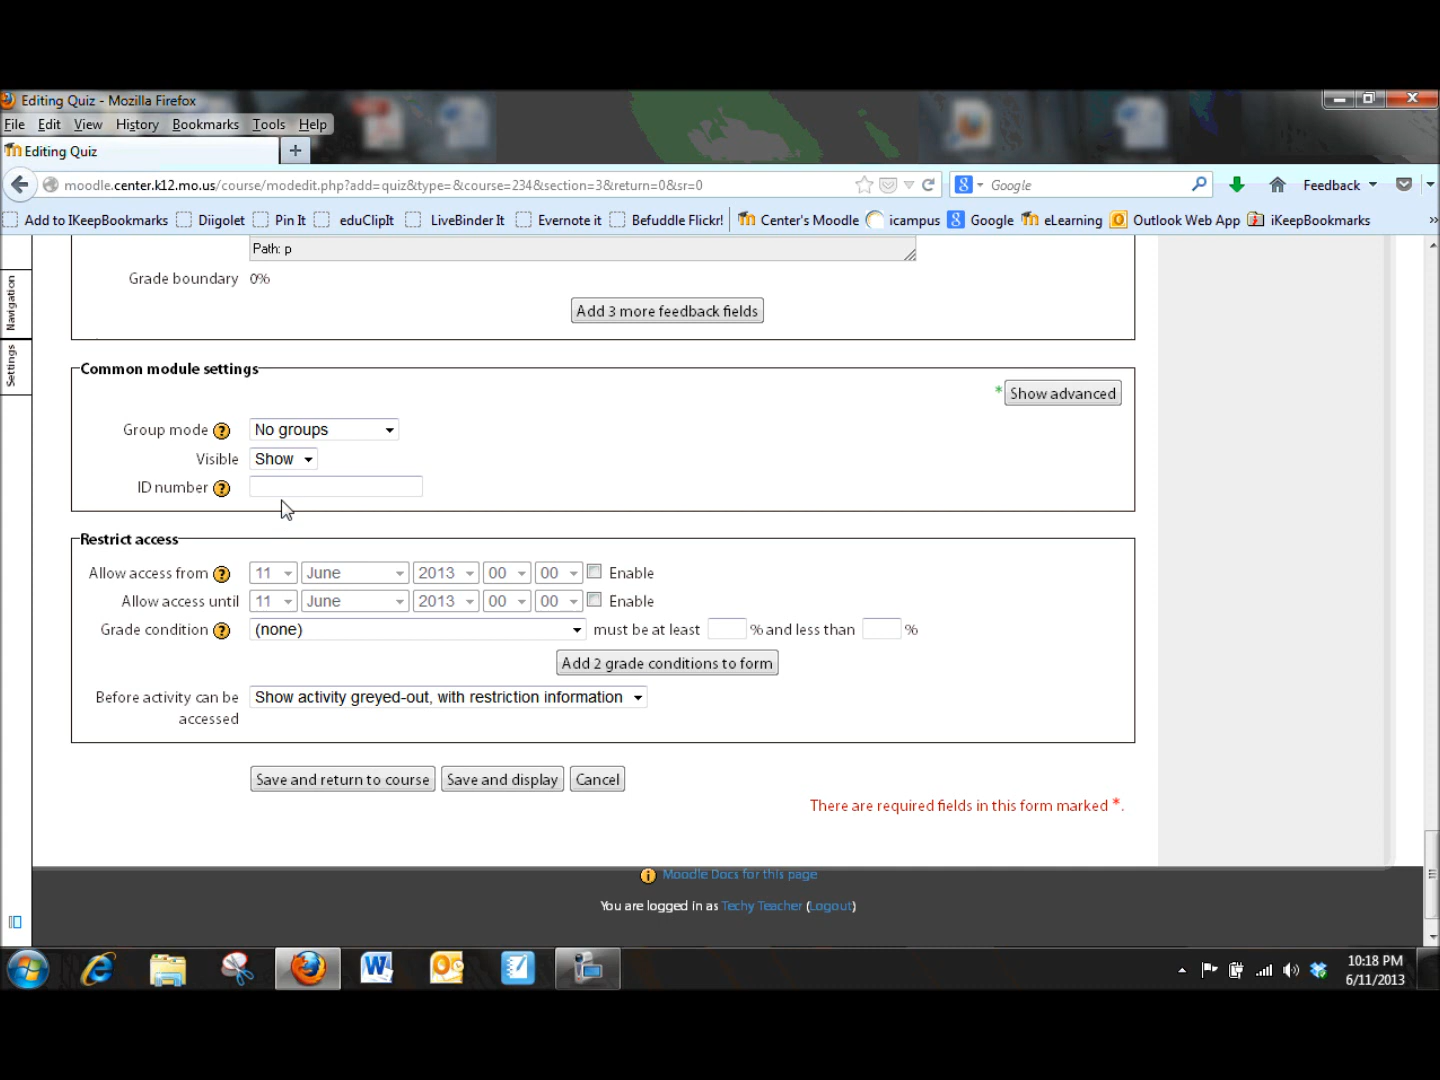 Editing Quiz - Mozilla Firefox
File Edit View History Bookmarks Tools Help
Editing Quiz
moodle.center.k12.mo.us/course/modedit.php?add=quiz&type=&course=234&section=3&return=0&sr=0
Google
Feedback
Add to IKeepBookmarks Diigolet Pin It eduClipIt LiveBinder It Evernote it Befuddle Flickr! Center's Moodle icampus Google eLearning Outlook Web App iKeepBookmarks »
Navigation
Settings
Path: p
Grade boundary 0%
Add 3 more feedback fields
Common module settings
* Show advanced
Group mode No groups
Visible Show
ID number
Restrict access
Allow access from 11 June 2013 00 00 Enable
Allow access until 11 June 2013 00 00 Enable
Grade condition (none) must be at least % and less than %
Add 2 grade conditions to form
Before activity can be accessed Show activity greyed-out, with restriction information
Save and return to course Save and display Cancel
There are required fields in this form marked *.
Moodle Docs for this page
You are logged in as Techy Teacher (Logout)
10:18 PM
6/11/2013